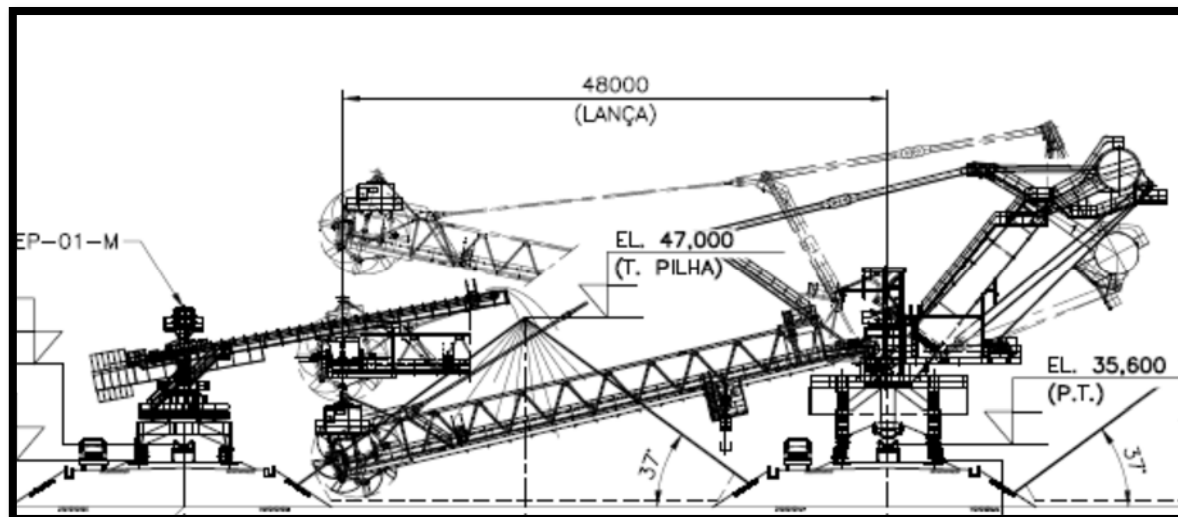 48000
(LANÇA)
EL. 47,000
(T. PILHA)
EP-01-M
EL. 35,600
(P.T.)
37°
37°